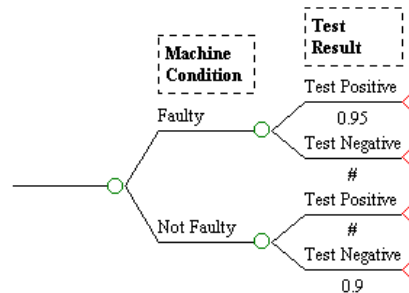 Test
Result
Machine
Condition
Test Positive
Faulty
0.95
Test Negative
#
Test Positive
Not Faulty
#
Test Negative
0.9